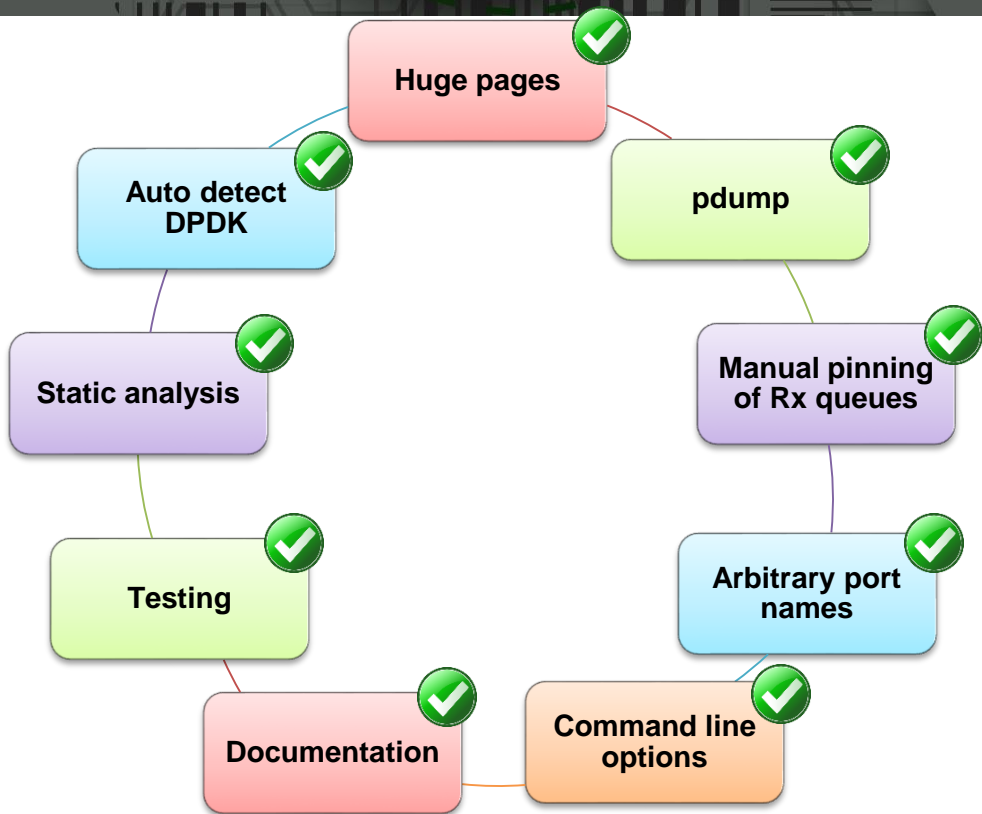 Huge pages
pdump
Manual pinning
of Rx queues
Arbitrary port
names
Command line
options
Documentation
Testing
Static analysis
Auto detect
DPDK